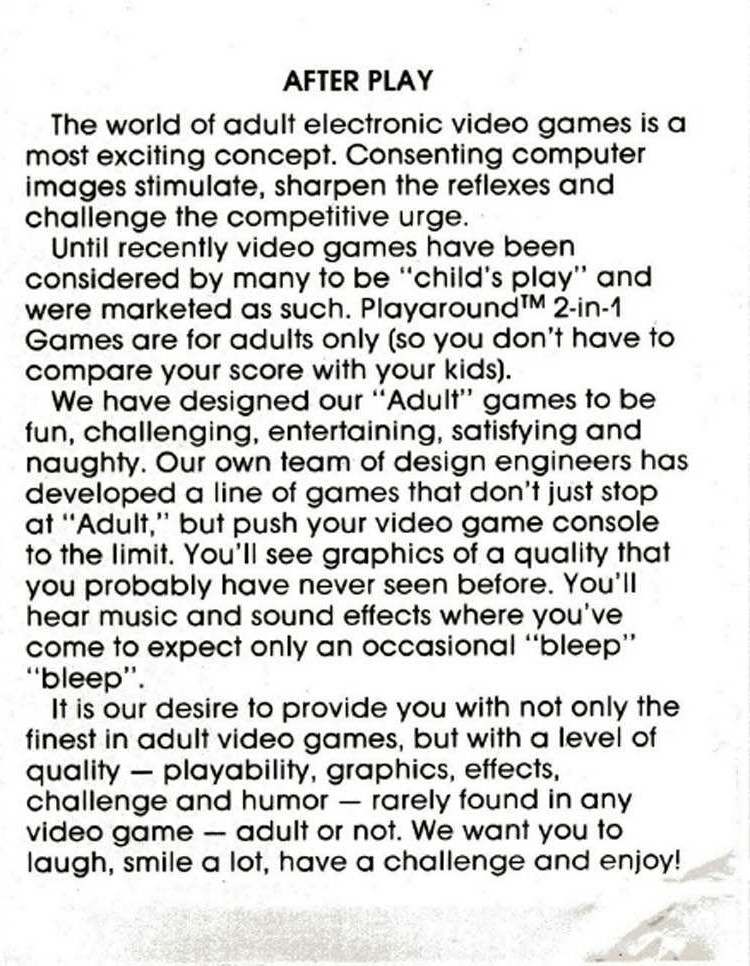 AFTER PLAY
The world of adult electronic video games is a
most exciting concept. Consenting computer
images stimulate, sharpen the reflexes and
challenge the competitive urge.
Until recently video games have been
considered by many to be "child's play" and
were marketed as such. Playaround™ 2-in-1
Games are for adults only (so you don't have to
compare your score with your kids).
We have designed our "Adult" games to be
fun, challenging, entertaining, satisfying and
naughty. Our own team of design engineers has
developed a line of games that don't just stop
at "Adult," but push your video game console
to the limit. You'll see graphics of a quality that
you probably have never seen before. You'll
hear music and sound effects where you've
come to expect only an occasional "bleep"
"bleep".
It is our desire to provide you with not only the
finest in adult video games, but with a level of
quality — playability, graphics, effects,
challenge and humor — rarely found in any
video game — adult or not. We want you to
laugh, smile a lot, have a challenge and enjoy!